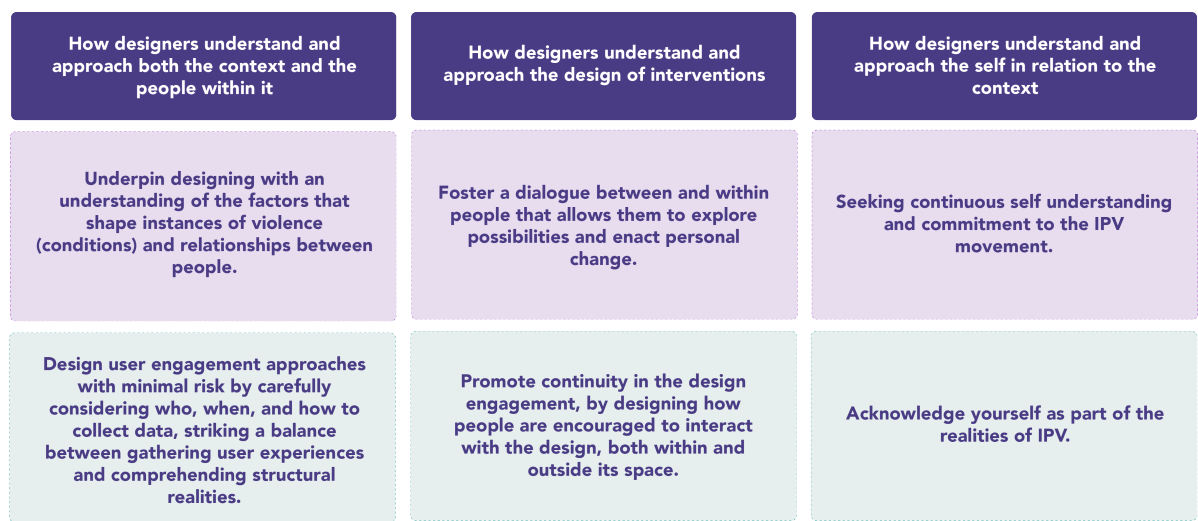 How designers understand and
approach both the context and the
people within it
How designers understand and
approach the design of interventions
How designers understand and
approach the self in relation to the
context
Underpin designing with an
understanding of the factors that
shape instances of violence
(conditions) and relationships between
people.
Foster a dialogue between and within
people that allows them to explore
possibilities and enact personal
change.
Seeking continuous self understanding
and commitment to the IPV
movement.
Design user engagement approaches
with minimal risk by carefully
considering who, when, and how to
collect data, striking a balance
between gathering user experiences
and comprehending structural
realities.
Promote continuity in the design
engagement, by designing how
people are encouraged to interact
with the design, both within and
outside its space.
Acknowledge yourself as part of the
realities of IPV.